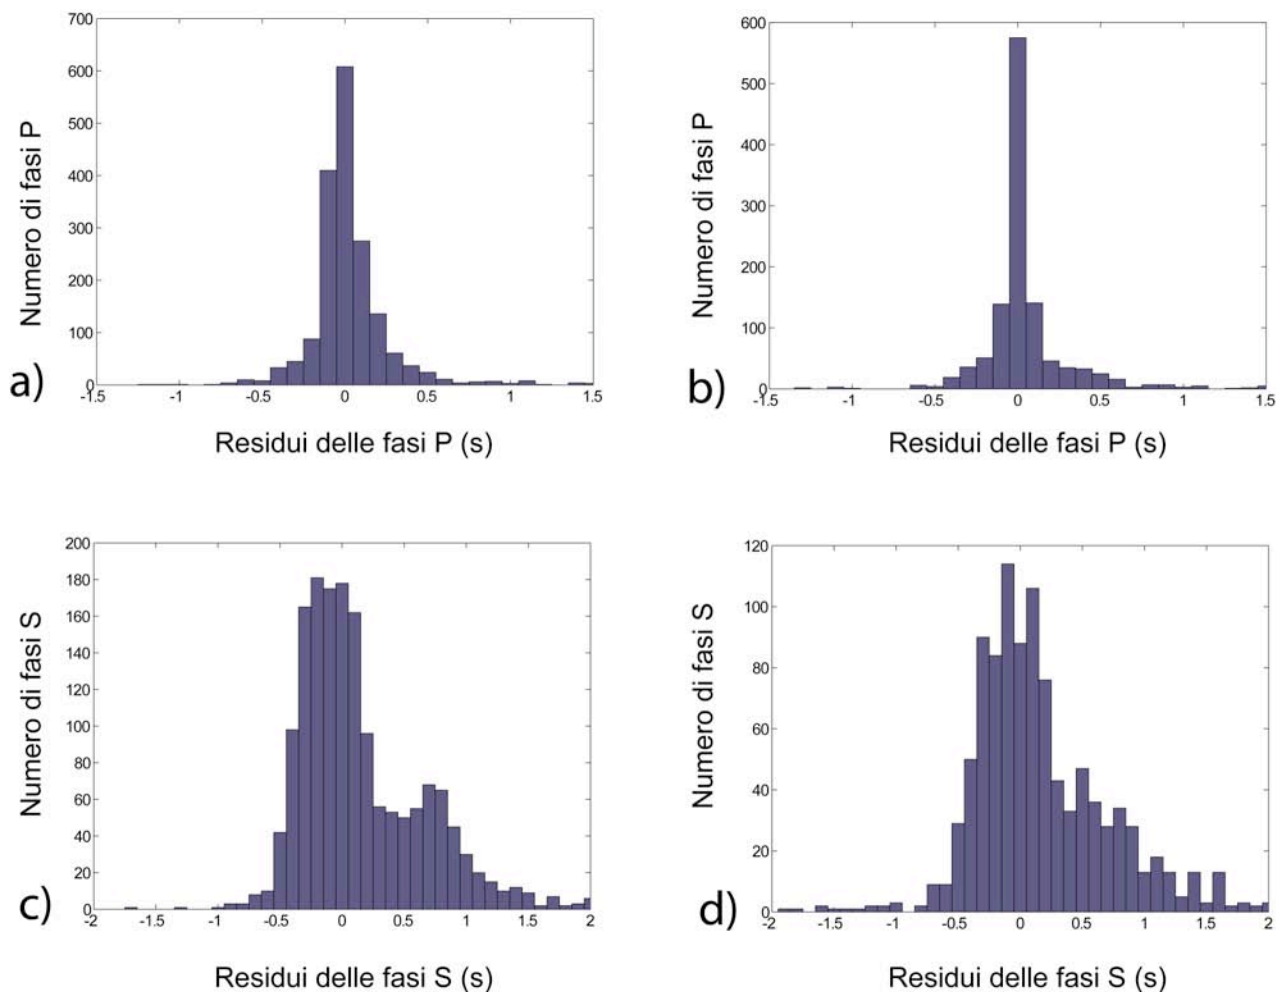 700
600
500
400
300
200
100
0
-1.5 -1 -0.5 0 0.5 1 1.5
Numero di fasi P
a)
Residui delle fasi P (s)
600
500
400
300
200
100
0
-1.5 -1 -0.5 0 0.5 1 1.5
Numero di fasi P
b)
Residui delle fasi P (s)
200
180
160
140
120
100
80
60
40
20
0
-2 -1.5 -1 -0.5 0 0.5 1 1.5 2
Numero di fasi S
c)
Residui delle fasi S (s)
120
100
80
60
40
20
0
-2 -1.5 -1 -0.5 0 0.5 1 1.5 2
Numero di fasi S
d)
Residui delle fasi S (s)